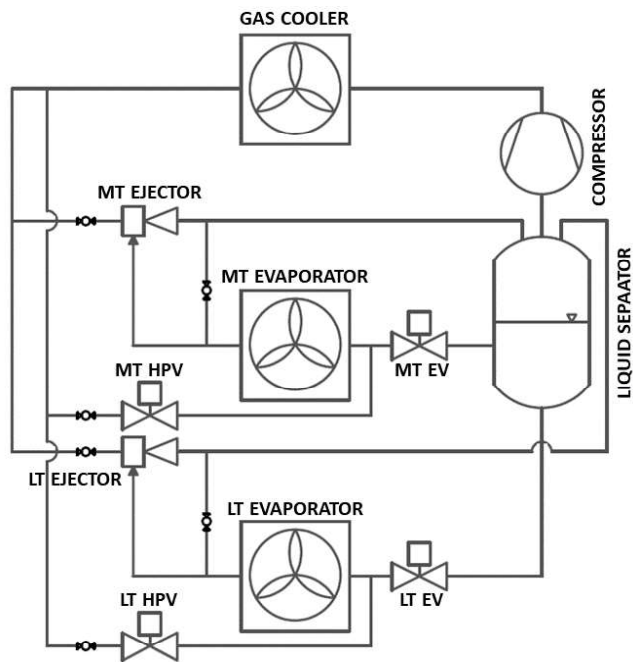 GAS COOLER
COMPRESSOR
MT EJECTOR
MT EVAPORATOR
LIQUID SEPAATOR
MT HPV
MT EV
LT EJECTOR
LT EVAPORATOR
LT HPV
LT EV